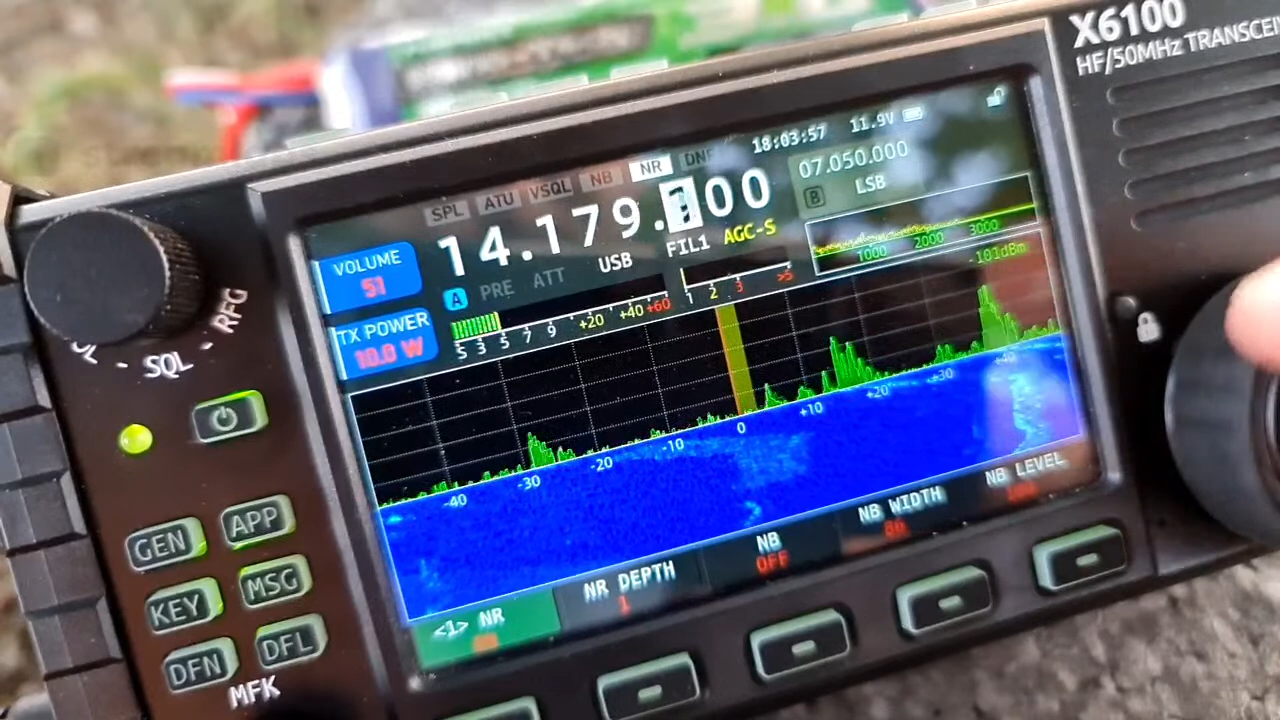 X6100
HF/50MHz
18:03:57 11.9V
SPL ATU VSQL NB NR DNF
07.050.000
B LSB
VOLUME
51
14.179. 00
A PRE ATT USB FIL1 AGC-S
1000 2000 3000
TX POWER
10.0 W
S 3 5 7 9 +20 +40 +60
1 2 3 >5
-101dBm
-40 -30 -20 -10 0 +10 +20 +30 +40
<1> NR
NR DEPTH
1
NB
OFF
NB WIDTH
NB LEVEL
RFG
SQL
GEN APP
KEY MSG
DFN DFL
MFK